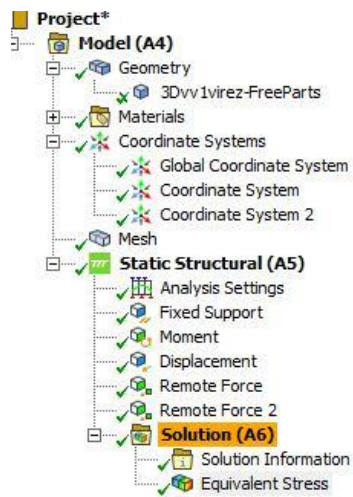 Project*
Model (A4)
Geometry
3Dvv1virez-FreeParts
Materials
Coordinate Systems
Global Coordinate System
Coordinate System
Coordinate System 2
Mesh
Static Structural (A5)
Analysis Settings
Fixed Support
Moment
Displacement
Remote Force
Remote Force 2
Solution (A6)
Solution Information
Equivalent Stress